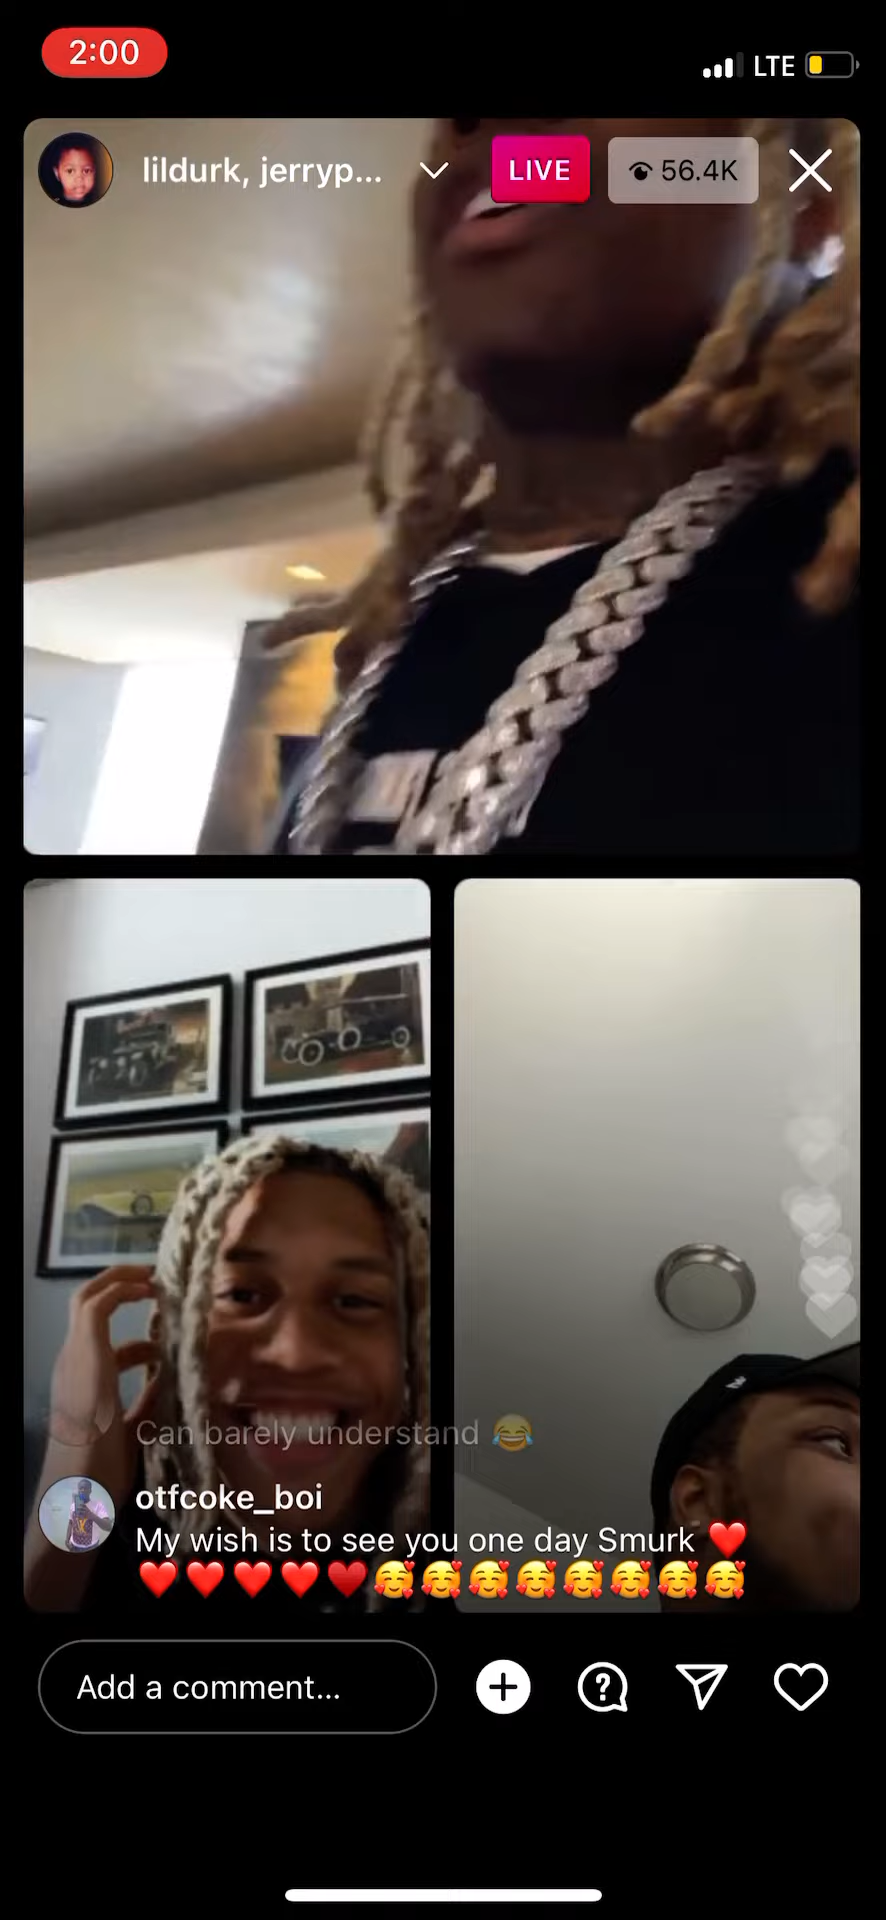 2:00
LTE
lildurk, jerryp...
LIVE
56.4K
Can barely understand 😂
otfcoke_boi
My wish is to see you one day Smurk ❤️
❤️❤️❤️❤️❤️🥰🥰🥰🥰🥰🥰🥰🥰
Add a comment...